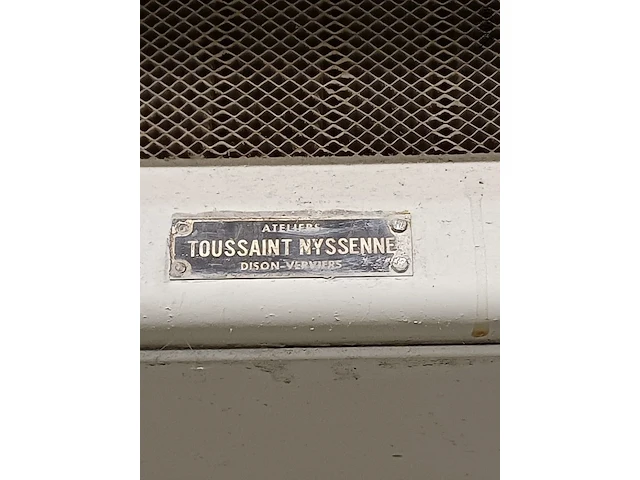 ATELIERS
TOUSSAINT NYSSENNE
DISON-VERVIERS